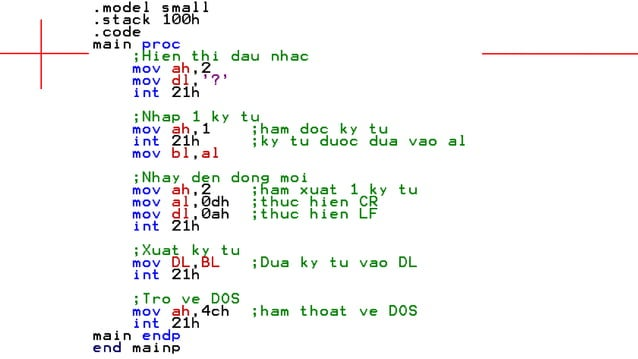 .model small
.stack 100h
.code
main proc
;Hien thi dau nhac
mov ah,2
mov dl,'?'
int 21h
;Nhap 1 ky tu
mov ah,1 ;ham doc ky tu
int 21h ;ky tu duoc dua vao al
mov bl,al
;Nhay den dong moi
mov ah,2 ;ham xuat 1 ky tu
mov al,0dh ;thuc hien CR
mov dl,0ah ;thuc hien LF
int 21h
;Xuat ky tu
mov DL,BL ;Dua ky tu vao DL
int 21h
;Tro ve DOS
mov ah,4ch ;ham thoat ve DOS
int 21h
main endp
end mainp